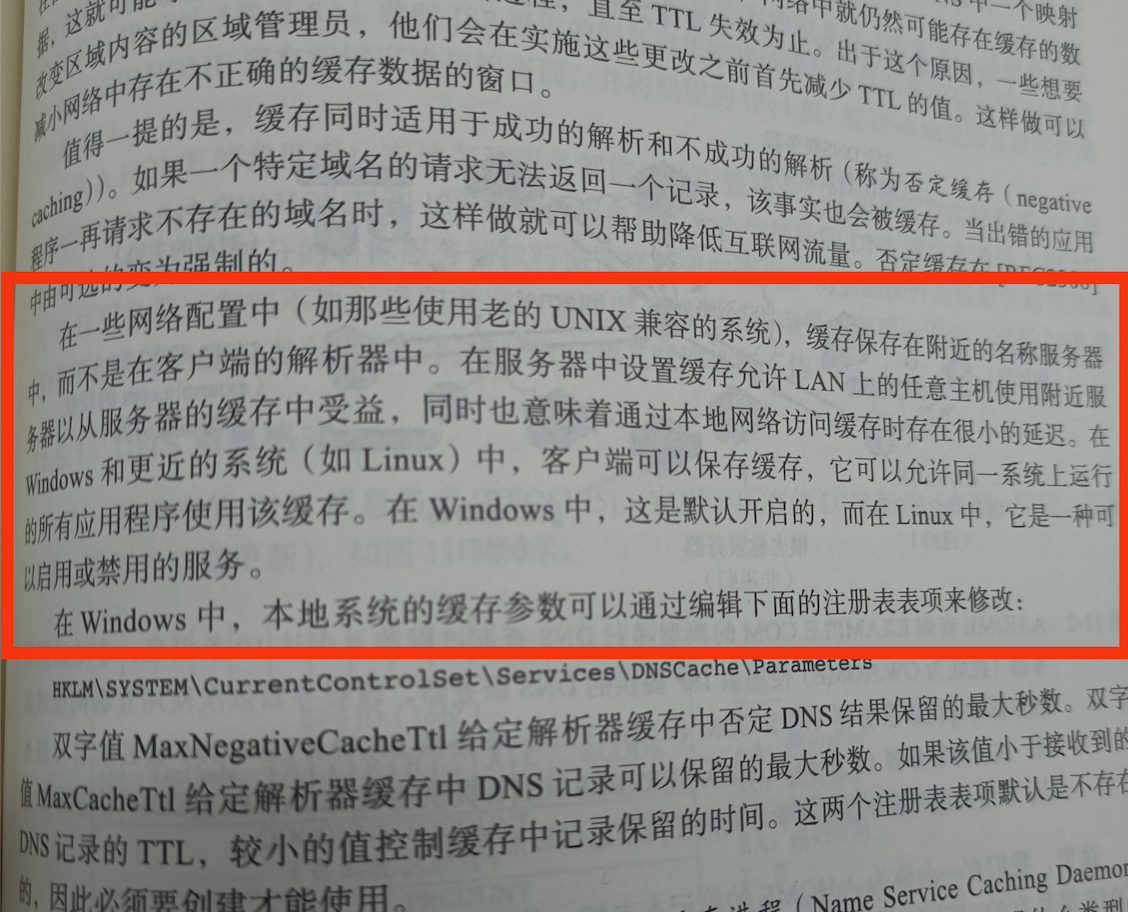 NS 中一个映射
据，这就可能 直至 TTL 失效为止。出于这个原因，一些想要
网络中就仍然可能存在缓存的数
改变区域内容的区域管理员，他们会在实施这些更改之前首先减少 TTL 的值。这样做可以
减小网络中存在不正确的缓存数据的窗口。
值得一提的是，缓存同时适用于成功的解析和不成功的解析（称为否定缓存（negative
caching））。如果一个特定域名的请求无法返回一个记录，该事实也会被缓存。当出错的应用
程序一再请求不存在的域名时，这样做就可以帮助降低互联网流量。否定缓存在
中由可选的变为强制的。
在一些网络配置中（如那些使用老的 UNIX 兼容的系统），缓存保存在附近的名称服务器
中，而不是在客户端的解析器中。在服务器中设置缓存允许 LAN 上的任意主机使用附近服
务器以从服务器的缓存中受益，同时也意味着通过本地网络访问缓存时存在很小的延迟。在
Windows 和更近的系统（如 Linux）中，客户端可以保存缓存，它可以允许同一系统上运行
的所有应用程序使用该缓存。在 Windows 中，这是默认开启的，而在 Linux 中，它是一种可
以启用或禁用的服务。
在 Windows 中，本地系统的缓存参数可以通过编辑下面的注册表表项来修改：
HKLM\SYSTEM\CurrentControlSet\Services\DNSCache\Parameters
双字值 MaxNegativeCacheTtl 给定解析器缓存中否定 DNS 结果保留的最大秒数。双字
值 MaxCacheTtl 给定解析器缓存中 DNS 记录可以保留的最大秒数。如果该值小于接收到的
DNS 记录的 TTL，较小的值控制缓存中记录保留的时间。这两个注册表表项默认是不存在
的，因此必须要创建才能使用。
进程（Name Service Caching Daemon